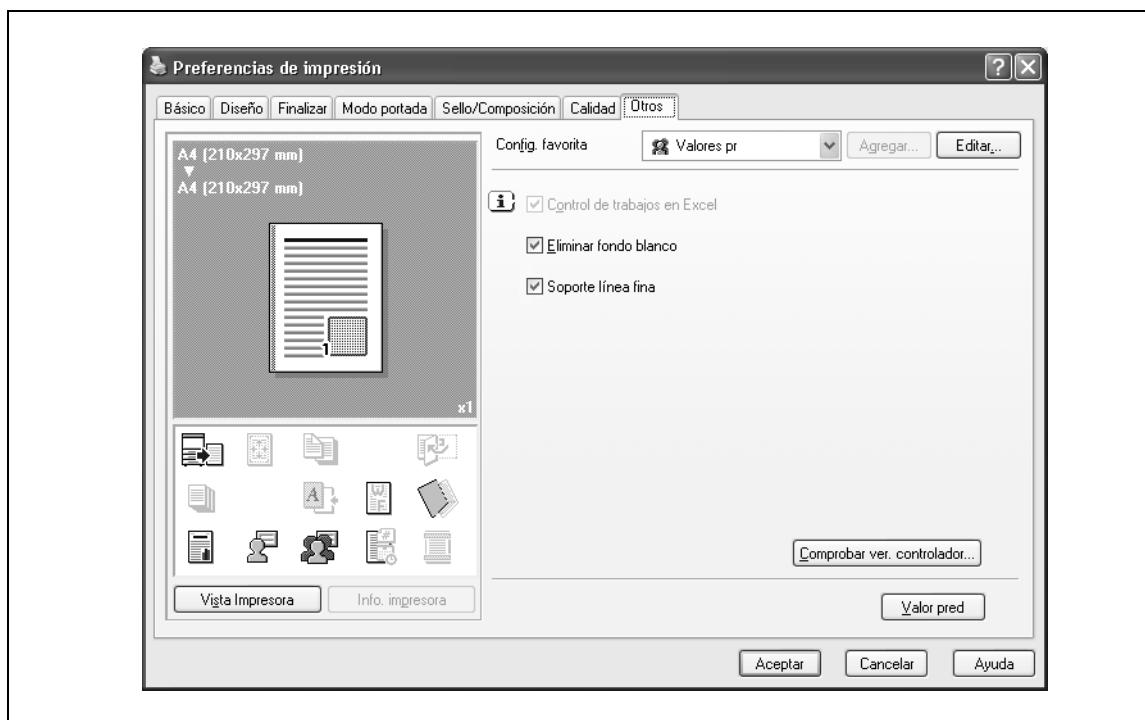 Preferencias de impresión
Básico Diseño Finalizar Modo portada Sello/Composición Calidad Otros
A4 (210x297 mm)
A4 (210x297 mm)
1
x1
Vista Impresora Info. impresora
Config. favorita Valores pr Agregar... Editar...
Control de trabajos en Excel
Eliminar fondo blanco
Soporte línea fina
Comprobar ver. controlador...
Valor pred
Aceptar Cancelar Ayuda